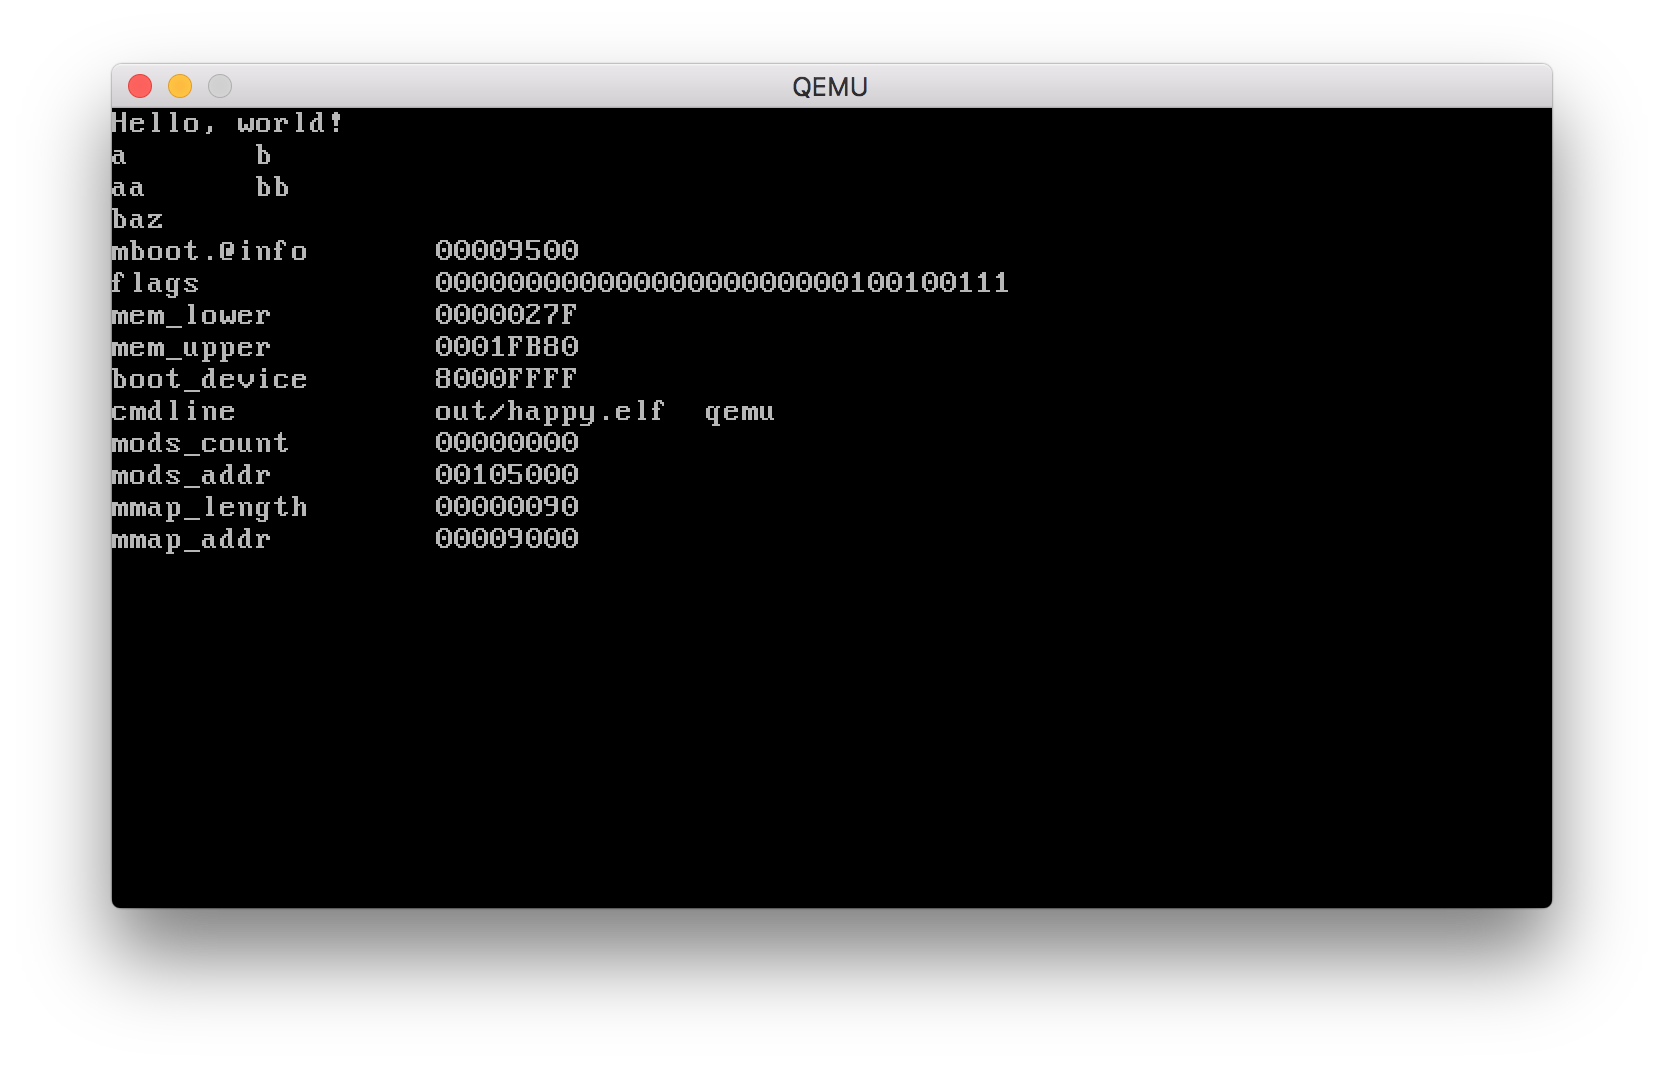 QEMU
Hello, world!
a       b
aa      bb
baz
mboot.@info       00009500
flags             00000000000000000000000100100111
mem_lower         0000027F
mem_upper         0001FB80
boot_device       8000FFFF
cmdline           out/happy.elf  qemu
mods_count        00000000
mods_addr         00105000
mmap_length       00000090
mmap_addr         00009000